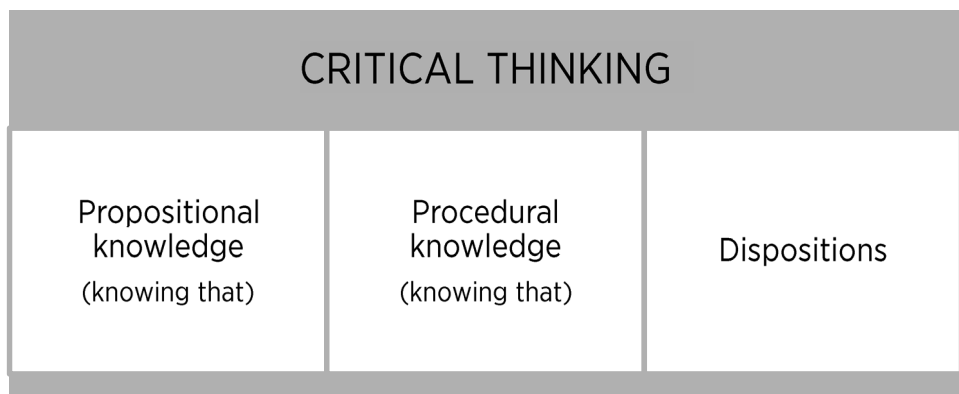 CRITICAL THINKING
Propositional
knowledge
(knowing that)
Procedural
knowledge
(knowing that)
Dispositions